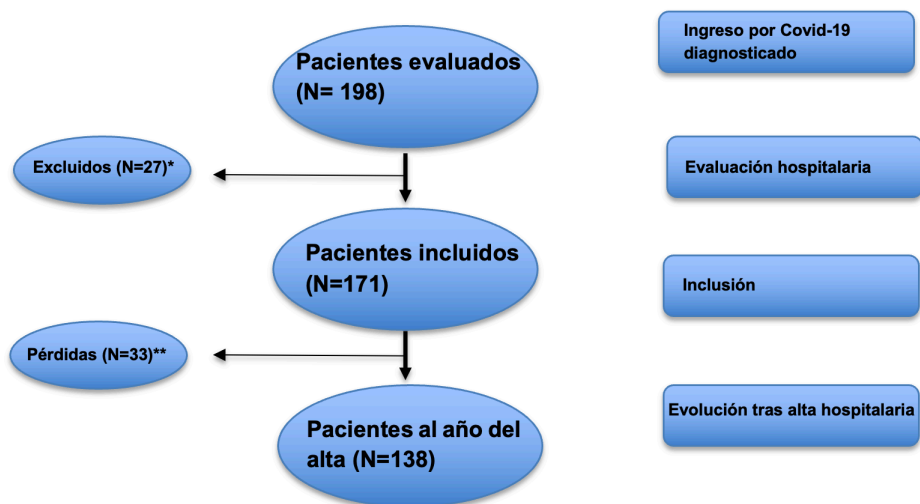 Pacientes evaluados
(N= 198)
Ingreso por Covid-19
diagnosticado
Excluidos (N=27)*
Evaluación hospitalaria
Pacientes incluidos
(N=171)
Inclusión
Pérdidas (N=33)**
Pacientes al año del
alta (N=138)
Evolución tras alta hospitalaria